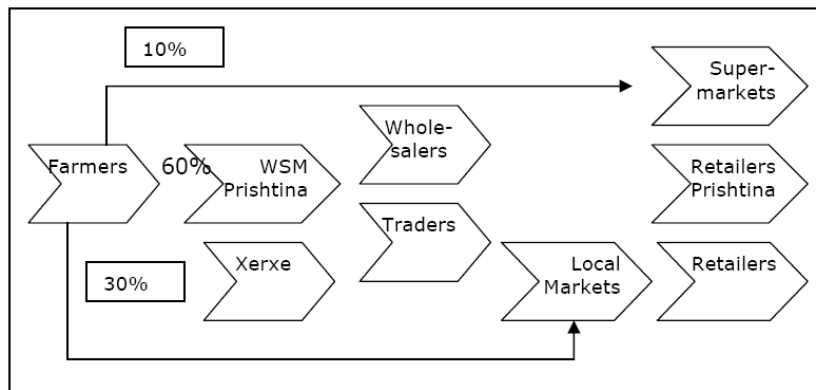 10%
Super-
markets
Whole-
salers
Farmers
60%
WSM
Prishtina
Retailers
Prishtina
Traders
Xerxe
Local
Markets
Retailers
30%